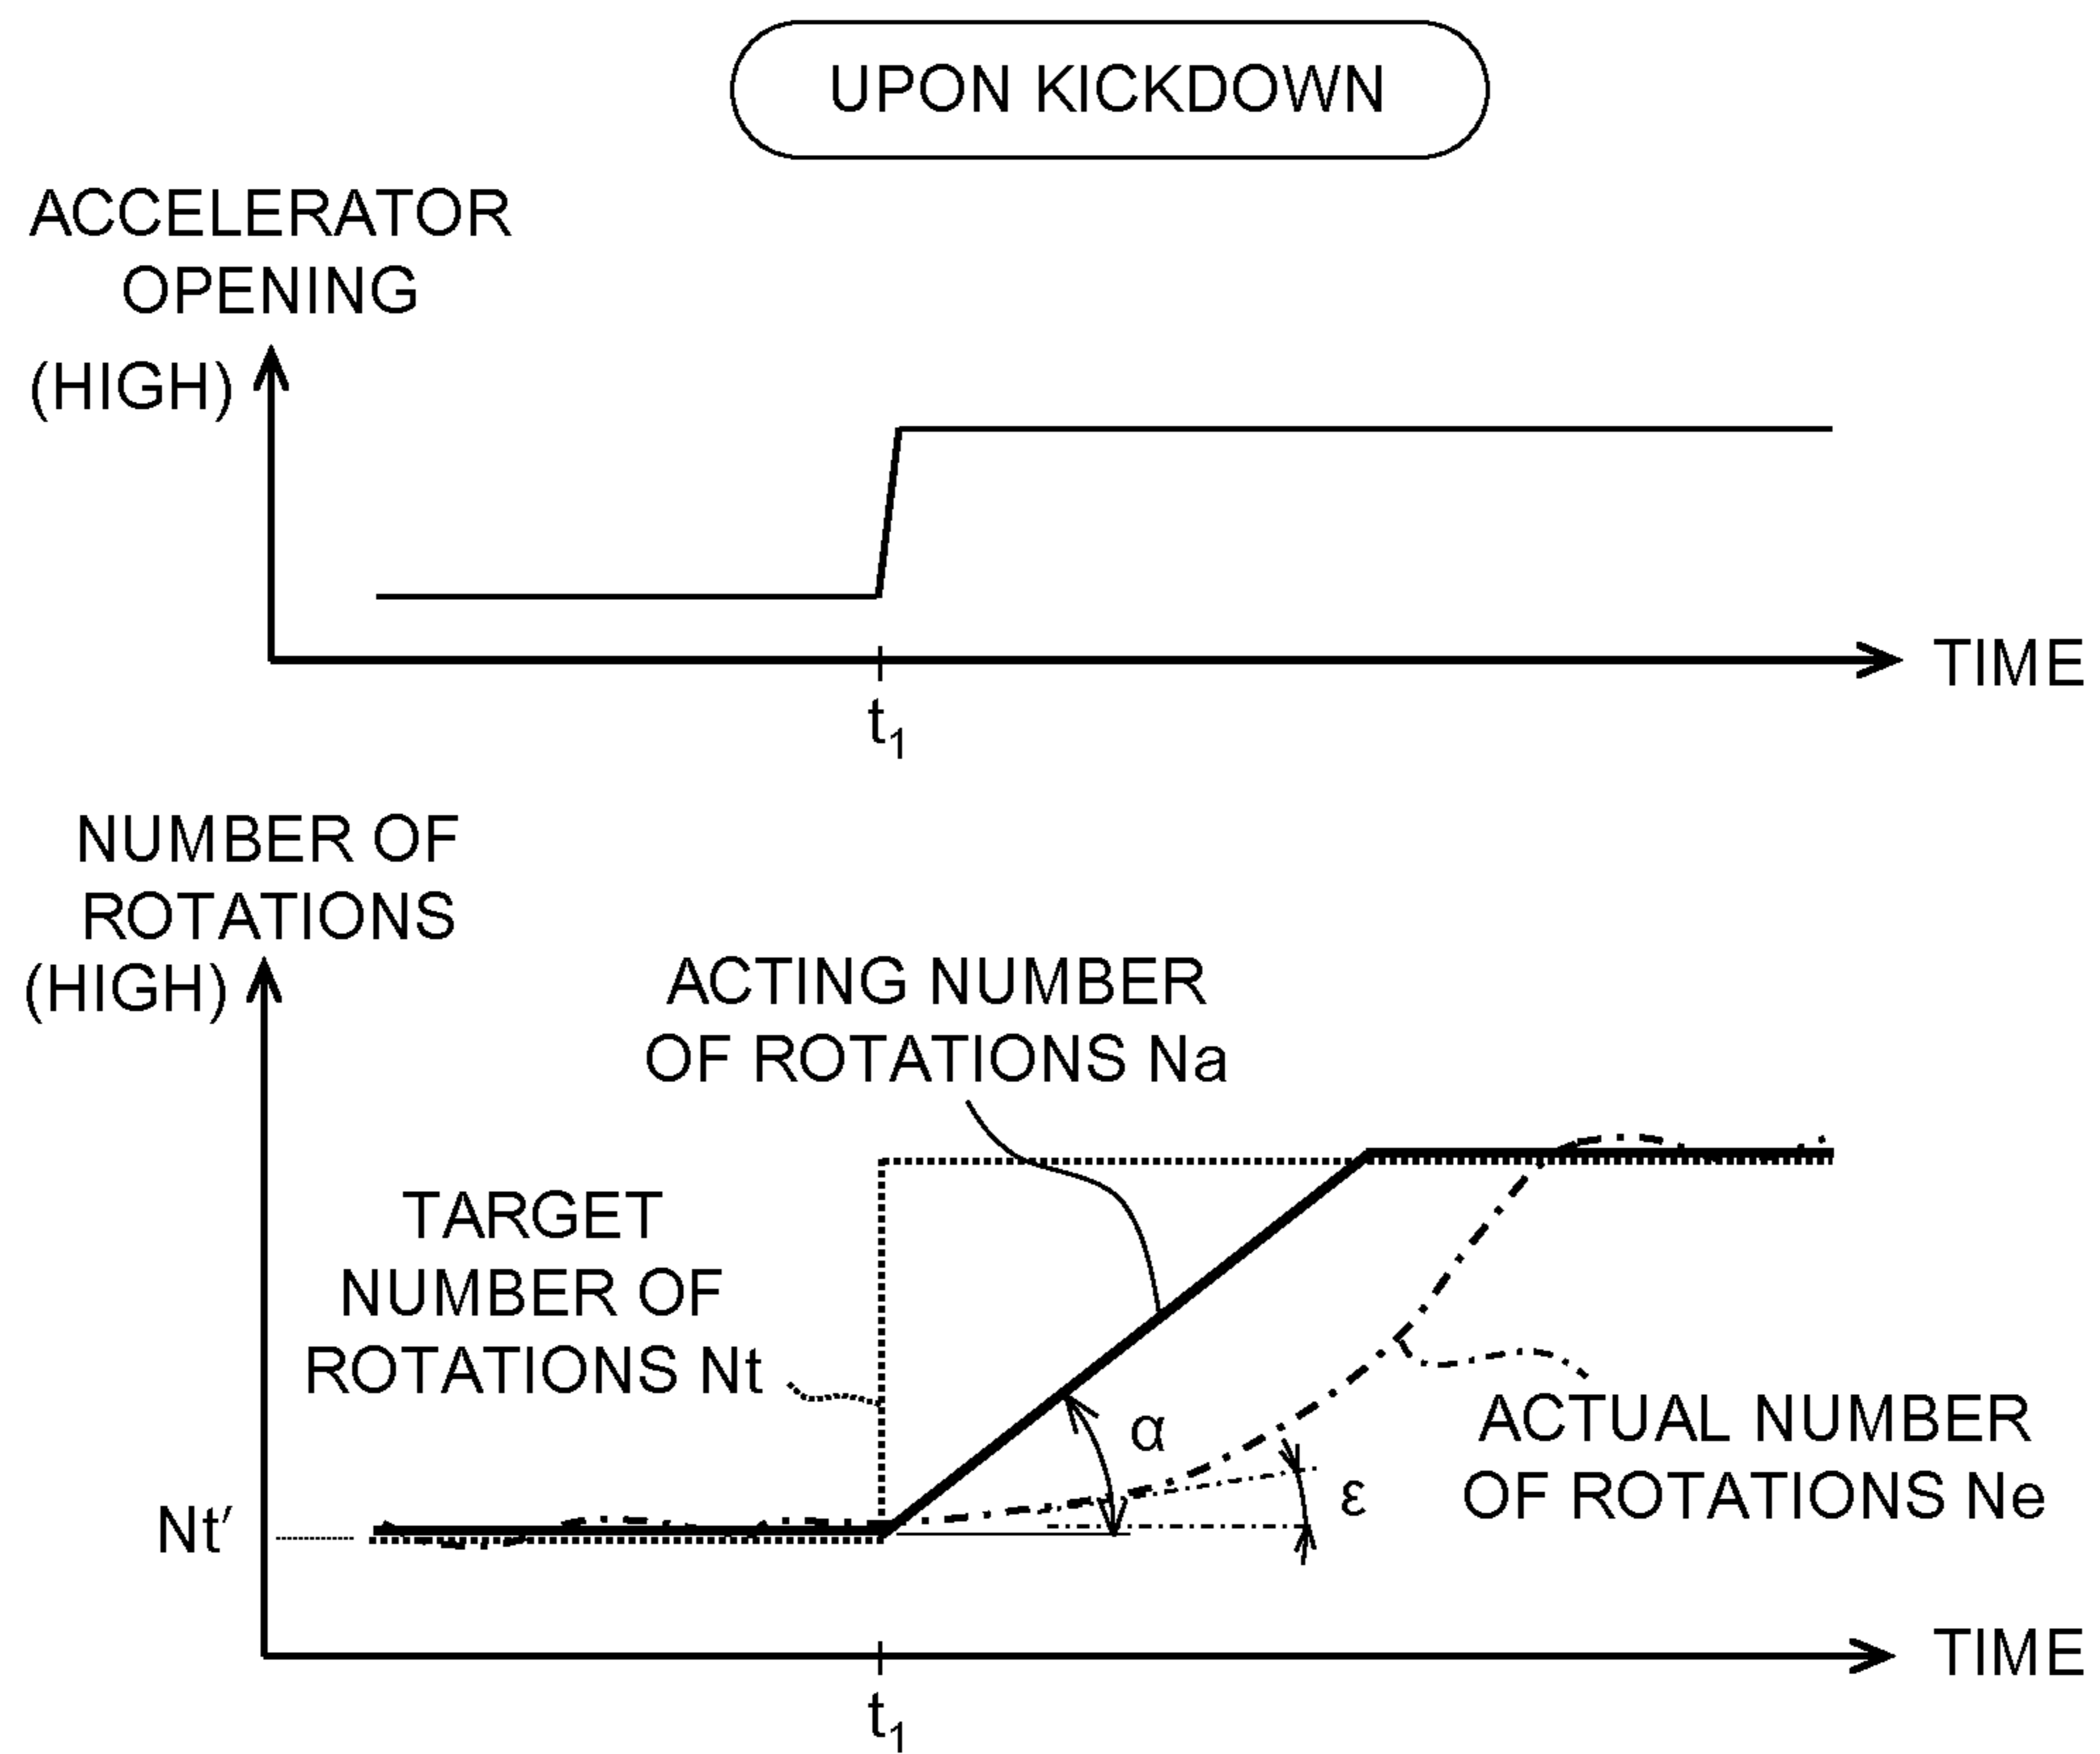 UPON KICKDOWN
ACCELERATOR
OPENING
(HIGH)
TIME
t1
NUMBER OF
ROTATIONS
(HIGH)
ACTING NUMBER
OF ROTATIONS Na
TARGET
NUMBER OF
ROTATIONS Nt
α
ACTUAL NUMBER
OF ROTATIONS Ne
ε
Nt′
TIME
t1